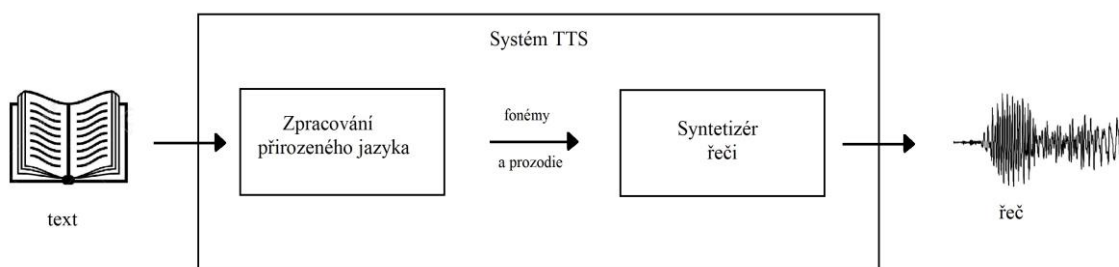 Systém TTS
text
Zpracování
přirozeného jazyka
fonémy
a prozodie
Syntetizér
řeči
řeč